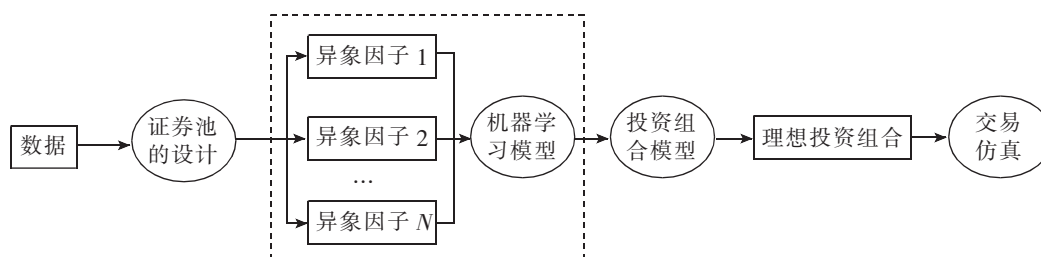 数据
证券池
的设计
异象因子 1
异象因子 2
…
异象因子 N
机器学
习模型
投资组
合模型
理想投资组合
交易
仿真